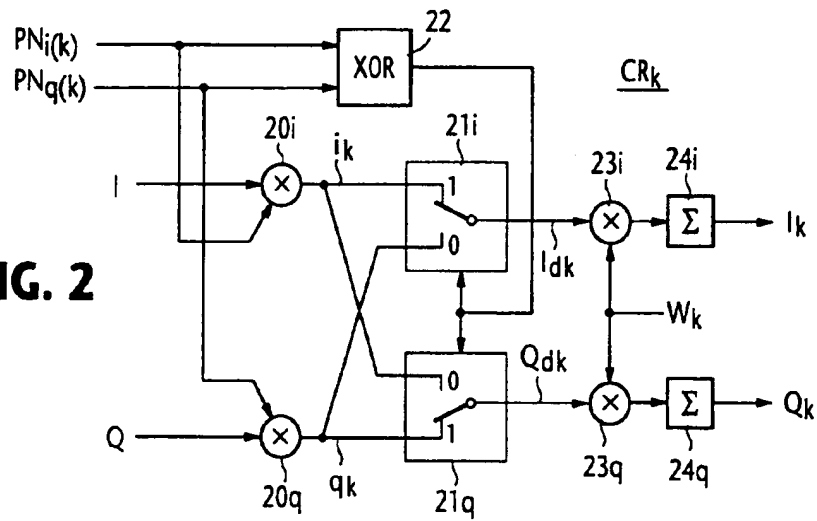 PNi(k)
PNq(k)
XOR
22
CRk
20i
ik
21i
23i
24i
I
×
1
0
Idk
×
Σ
Ik
IG. 2
Wk
Qdk
0
1
Q
×
qk
×
Σ
Qk
20q
21q
23q
24q